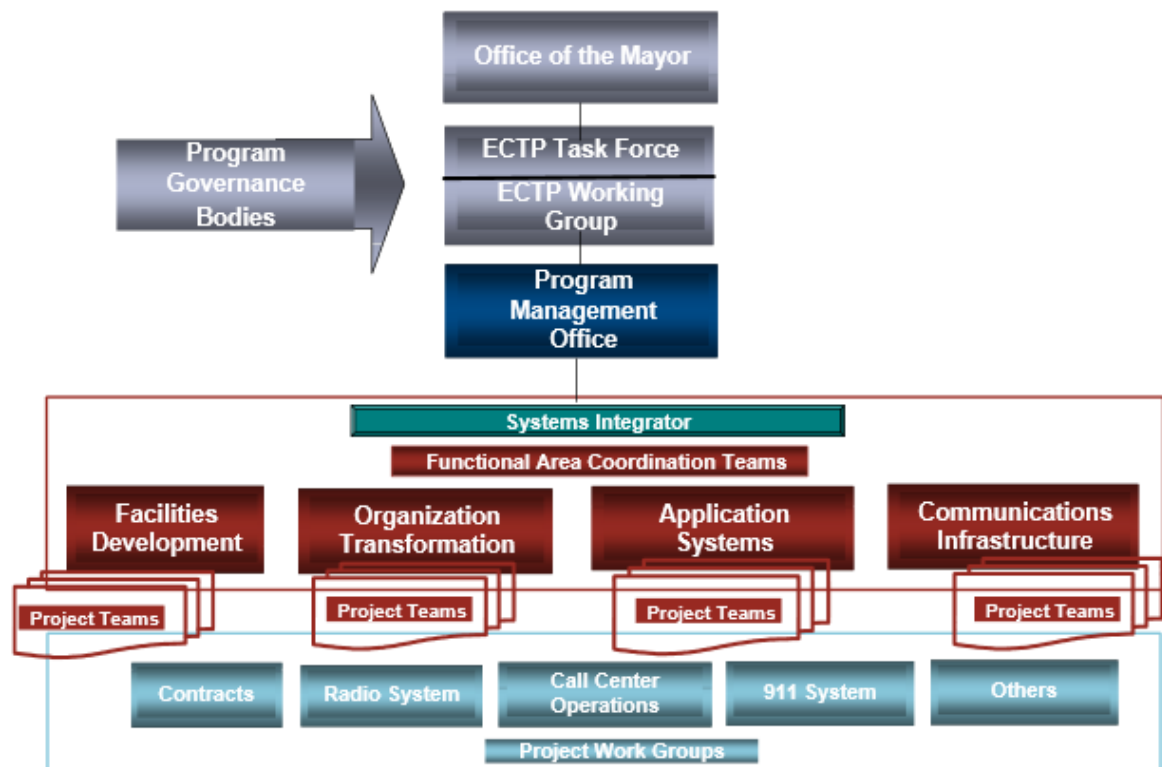 Office of the Mayor
Program
Governance
Bodies
ECTP Task Force
ECTP Working
Group
Program
Management
Office
Systems Integrator
Functional Area Coordination Teams
Facilities
Development
Organization
Transformation
Application
Systems
Communications
Infrastructure
Project Teams
Project Teams
Project Teams
Project Teams
Contracts
Radio System
Call Center
Operations
911 System
Others
Project Work Groups